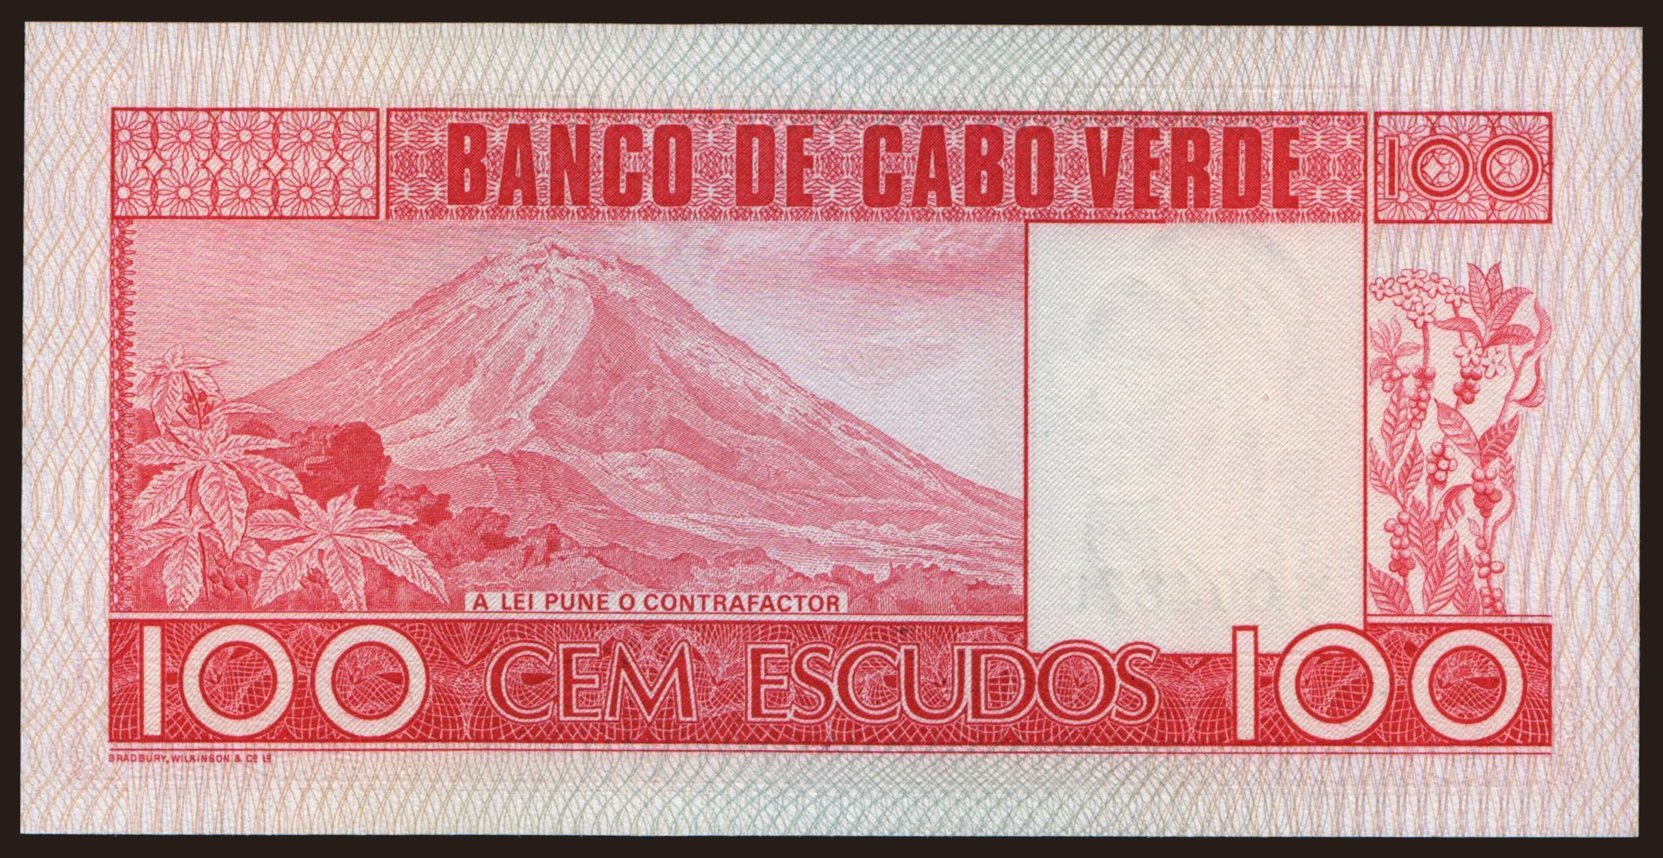 BANCO DE CABO VERDE
100
A LEI PUNE O CONTRAFACTOR
100 CEM ESCUDOS 100
BRADBURY, WILKINSON & Cº Lº